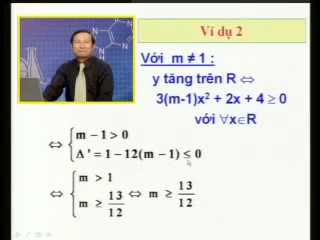 Ví dụ 2
Với m ≠ 1 :
y tăng trên R ⇔
3(m-1)x² + 2x + 4 ≥ 0
với ∀x∈R
⇔ { m − 1 > 0
Δ ' = 1 − 12(m − 1) ≤ 0
⇔ { m > 1
m ≥ 13/12 ⇔ m ≥ 13/12